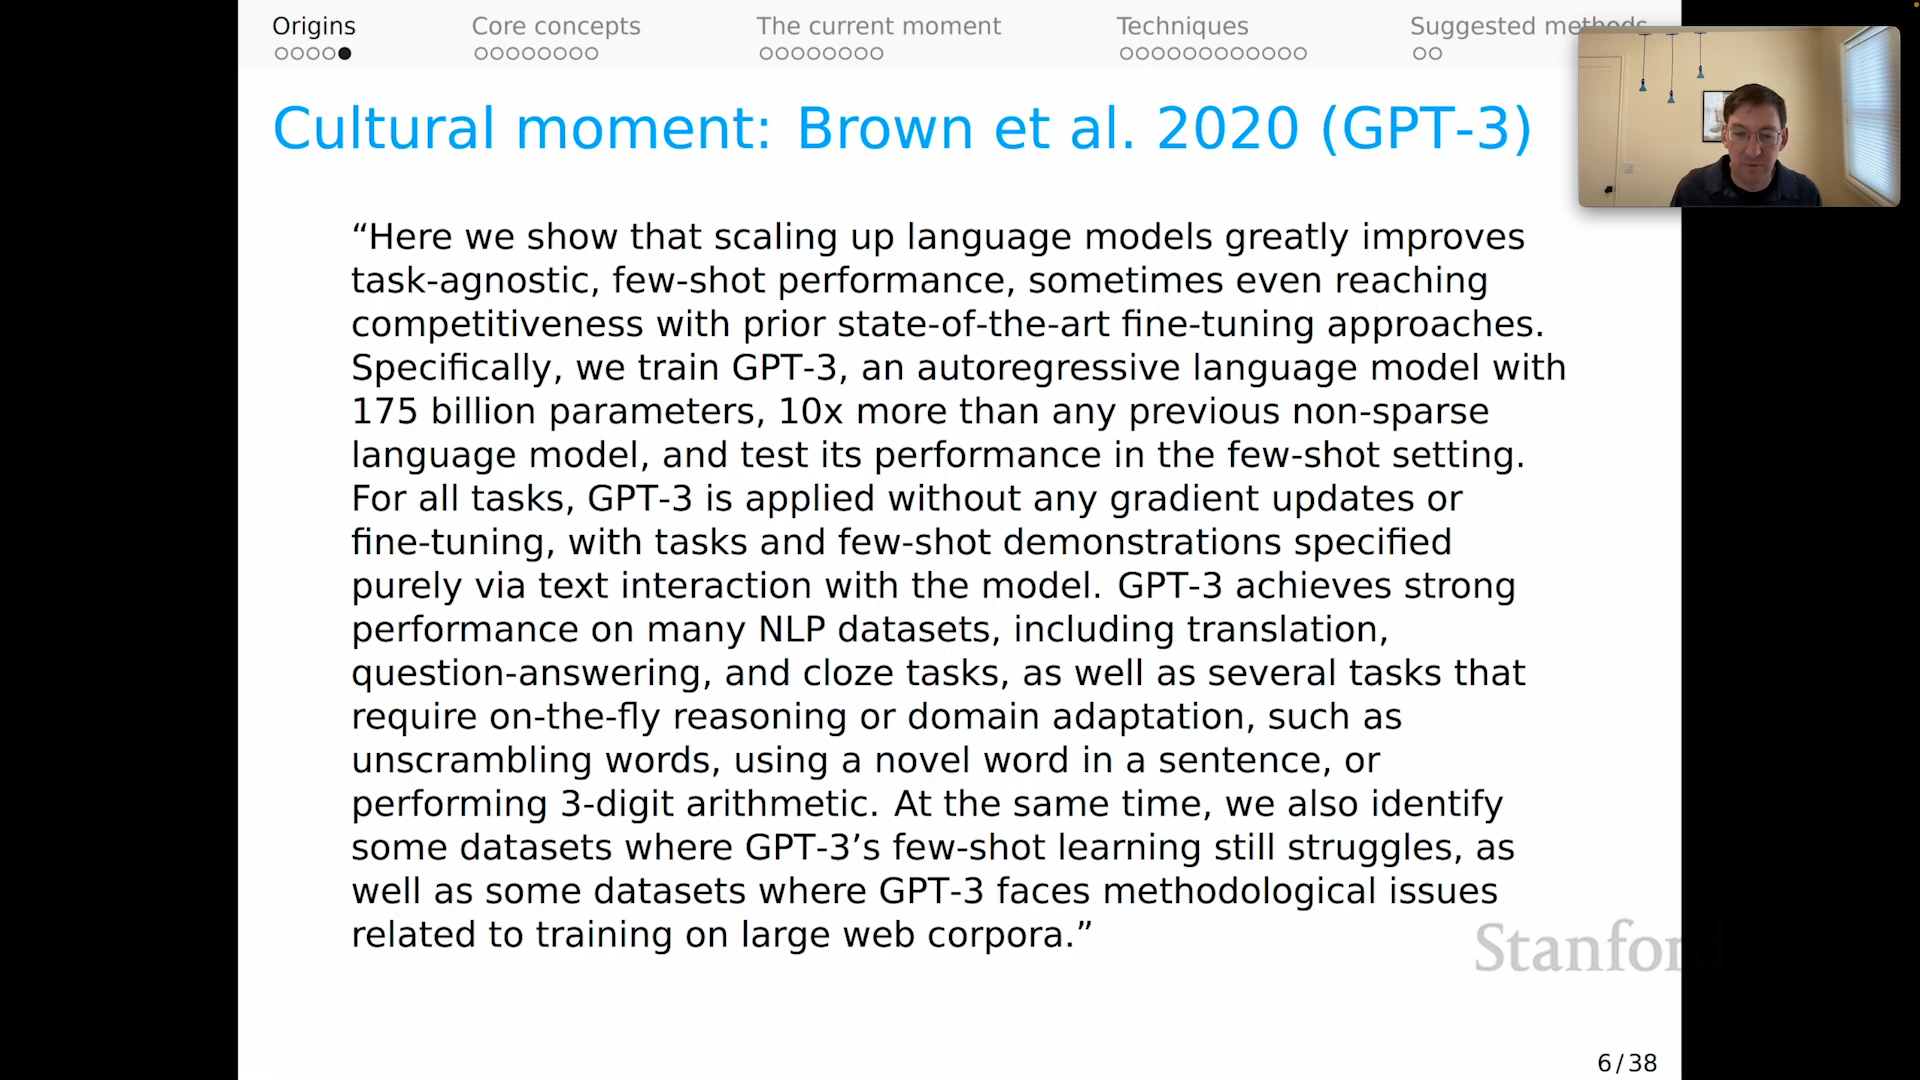 Origins
Core concepts
The current moment
Techniques
Suggested methods
Cultural moment: Brown et al. 2020 (GPT-3)
“Here we show that scaling up language models greatly improves
task-agnostic, few-shot performance, sometimes even reaching
competitiveness with prior state-of-the-art fine-tuning approaches.
Specifically, we train GPT-3, an autoregressive language model with
175 billion parameters, 10x more than any previous non-sparse
language model, and test its performance in the few-shot setting.
For all tasks, GPT-3 is applied without any gradient updates or
fine-tuning, with tasks and few-shot demonstrations specified
purely via text interaction with the model. GPT-3 achieves strong
performance on many NLP datasets, including translation,
question-answering, and cloze tasks, as well as several tasks that
require on-the-fly reasoning or domain adaptation, such as
unscrambling words, using a novel word in a sentence, or
performing 3-digit arithmetic. At the same time, we also identify
some datasets where GPT-3’s few-shot learning still struggles, as
well as some datasets where GPT-3 faces methodological issues
related to training on large web corpora.”
Stanford
6 / 38